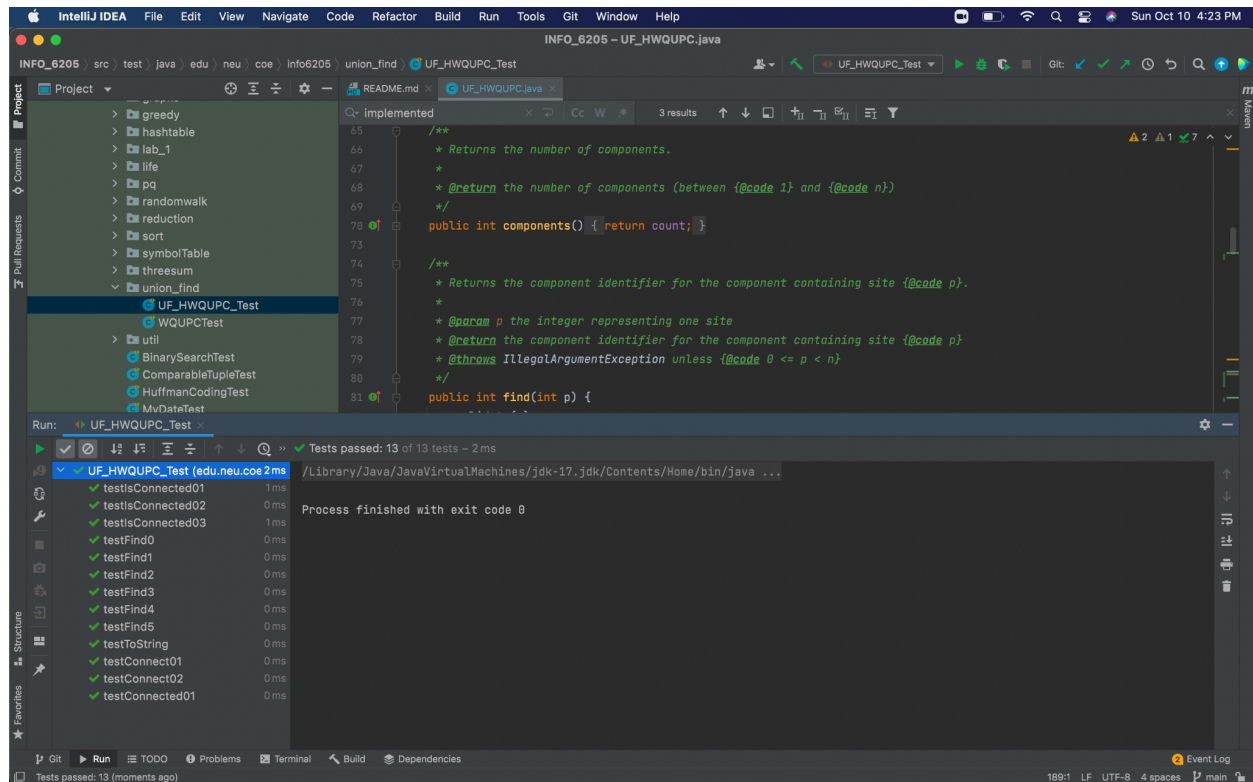 IntelliJ IDEA File Edit View Navigate Code Refactor Build Run Tools Git Window Help Sun Oct 10 4:23 PM
INFO_6205 – UF_HWQUPC.java
INFO_6205 src test java edu neu coe info6205 union_find UF_HWQUPC_Test UF_HWQUPC_Test Git:
Project Project README.md UF_HWQUPC.java Maven
greedy
hashtable
lab_1
life
pq
randomwalk
reduction
sort
symbolTable
threesum
union_find
UF_HWQUPC_Test
WQUPCTest
util
BinarySearchTest
ComparableTupleTest
HuffmanCodingTest
MyDateTest
Commit
Pull Requests
implemented Cc W .* 3 results
2 1 7
65 /**
66 * Returns the number of components.
67 *
68 * @return the number of components (between {@code 1} and {@code n})
69 */
70 public int components() { return count; }
73
74 /**
75 * Returns the component identifier for the component containing site {@code p}.
76 *
77 * @param p the integer representing one site
78 * @return the component identifier for the component containing site {@code p}
79 * @throws IllegalArgumentException unless {@code 0 <= p < n}
80 */
81 public int find(int p) {
Run: UF_HWQUPC_Test
Tests passed: 13 of 13 tests – 2 ms
UF_HWQUPC_Test (edu.neu.coe 2 ms
testIsConnected01 1 ms
testIsConnected02 0 ms
testIsConnected03 1 ms
testFind0 0 ms
testFind1 0 ms
testFind2 0 ms
testFind3 0 ms
testFind4 0 ms
testFind5 0 ms
testToString 0 ms
testConnect01 0 ms
testConnect02 0 ms
testConnected01 0 ms
/Library/Java/JavaVirtualMachines/jdk-17.jdk/Contents/Home/bin/java ...
Process finished with exit code 0
Structure
Favorites
Git Run TODO Problems Terminal Build Dependencies 2 Event Log
Tests passed: 13 (moments ago) 189:1 LF UTF-8 4 spaces main